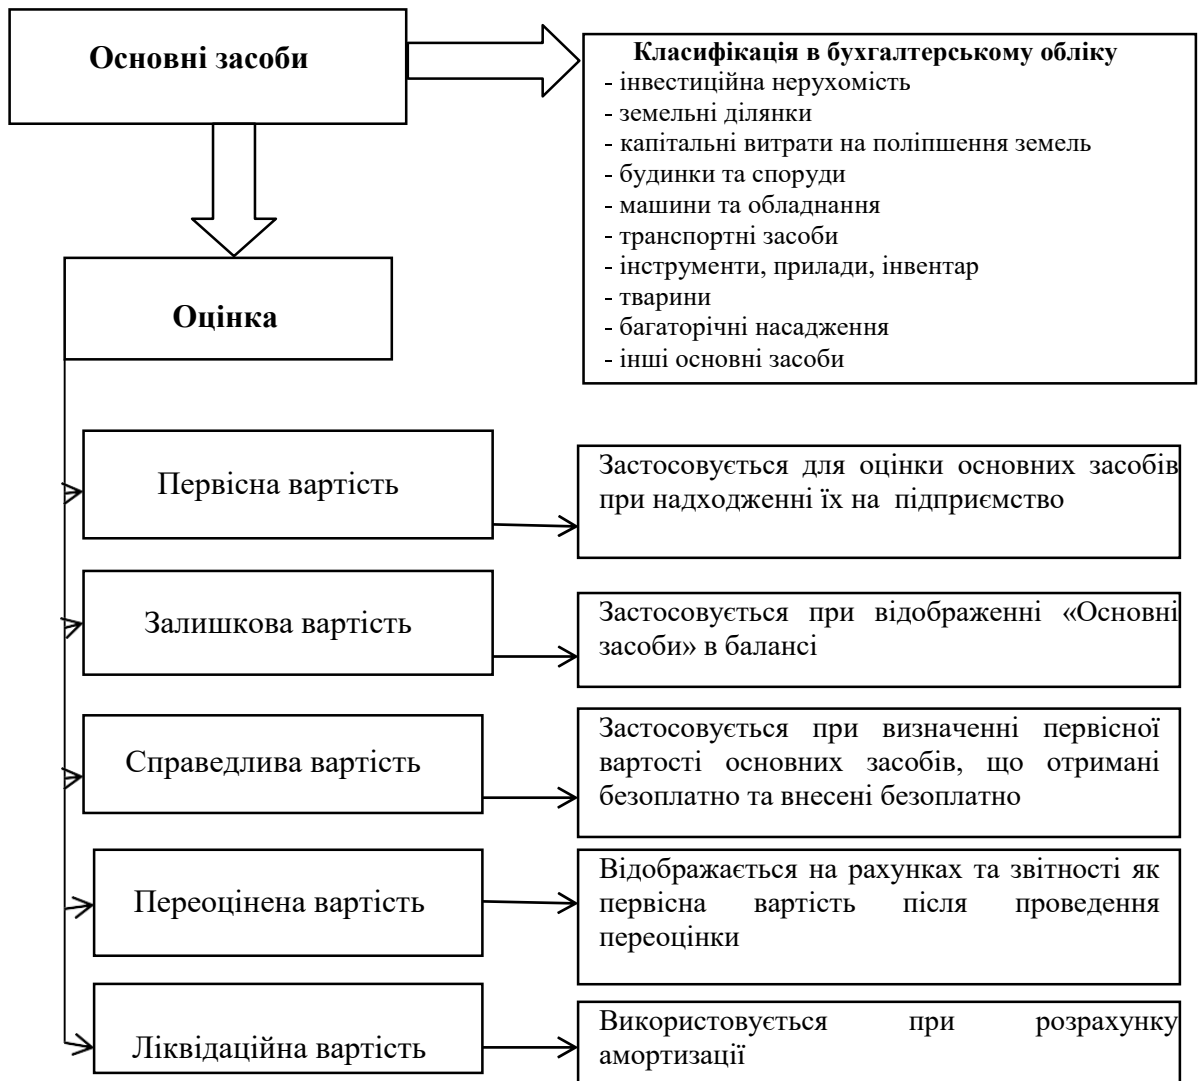 Основні засоби
Класифікація в бухгалтерському обліку
- інвестиційна нерухомість
- земельні ділянки
- капітальні витрати на поліпшення земель
- будинки та споруди
- машини та обладнання
- транспортні засоби
- інструменти, прилади, інвентар
- тварини
- багаторічні насадження
- інші основні засоби
Оцінка
Первісна вартість
Застосовується для оцінки основних засобів
при надходженні їх на підприємство
Залишкова вартість
Застосовується при відображенні «Основні
засоби» в балансі
Справедлива вартість
Застосовується при визначенні первісної
вартості основних засобів, що отримані
безоплатно та внесені безоплатно
Переоцінена вартість
Відображається на рахунках та звітності як
первісна вартість після проведення
переоцінки
Ліквідаційна вартість
Використовується при розрахунку
амортизації